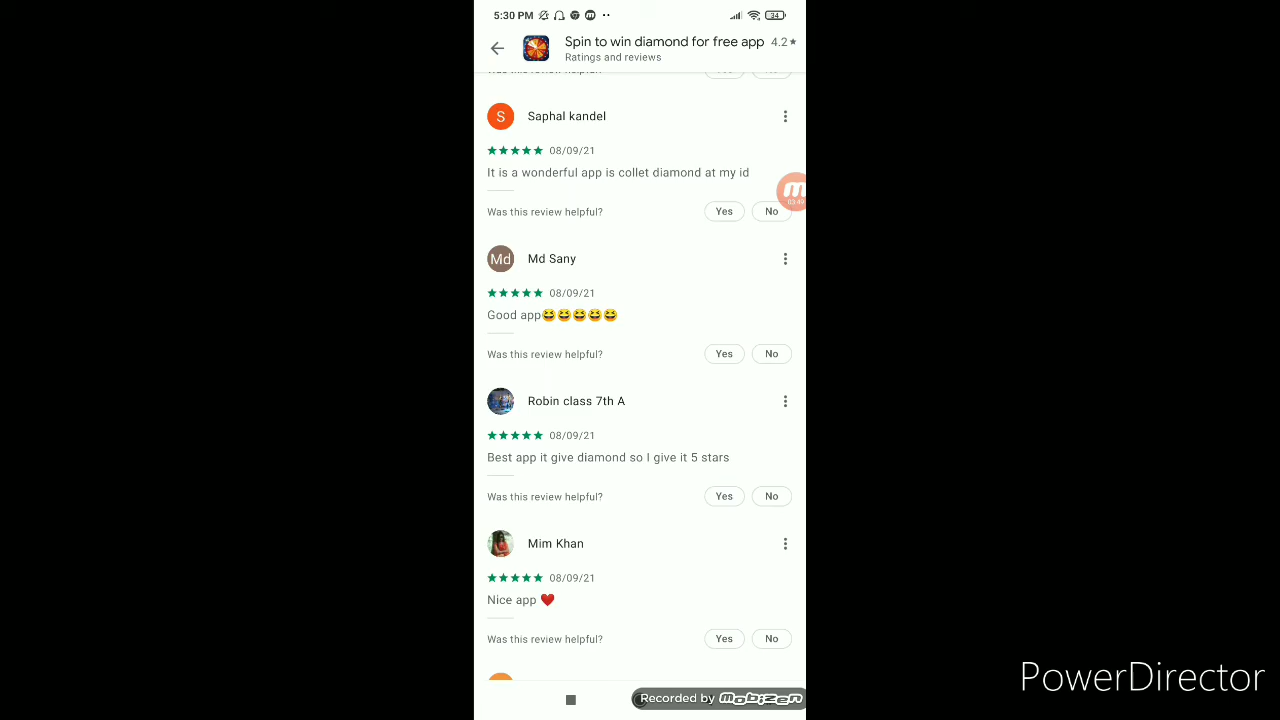 5:30 PM
34
Spin to win diamond for free app 4.2★
Ratings and reviews
S
Saphal kandel
★★★★★ 08/09/21
It is a wonderful app is collet diamond at my id
03:49
Was this review helpful? Yes No
Md
Md Sany
★★★★★ 08/09/21
Good app😆😆😆😆😆
Was this review helpful? Yes No
Robin class 7th A
★★★★★ 08/09/21
Best app it give diamond so I give it 5 stars
Was this review helpful? Yes No
Mim Khan
★★★★★ 08/09/21
Nice app ❤️
Was this review helpful? Yes No
Recorded by mobizen
PowerDirector